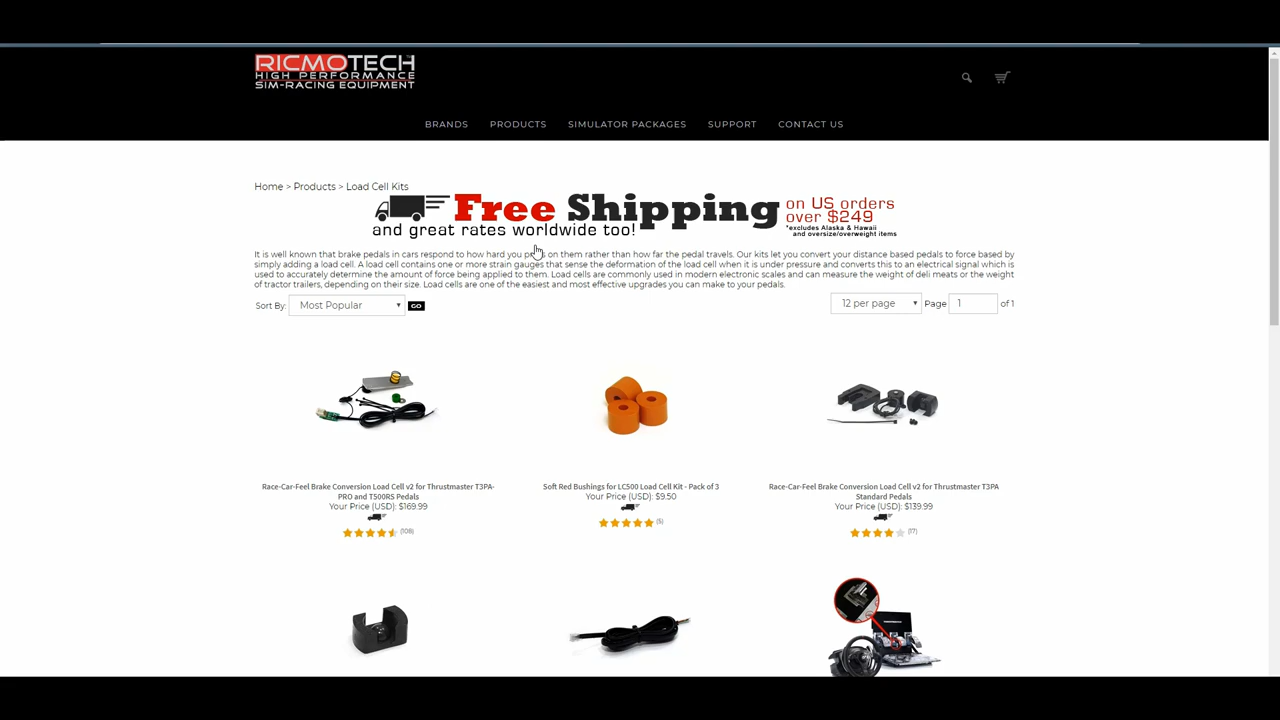 RICMOTECH
HIGH PERFORMANCE
SIM-RACING EQUIPMENT
BRANDS PRODUCTS SIMULATOR PACKAGES SUPPORT CONTACT US
Home > Products > Load Cell Kits
Free Shipping on US orders over $249
and great rates worldwide too! *excludes Alaska & Hawaii and oversize/overweight items
It is well known that brake pedals in cars respond to how hard you on them rather than how far the pedal travels. Our kits let you convert your distance based pedals to force based by
simply adding a load cell. A load cell contains one or more strain gauges that sense the deformation of the load cell when it is under pressure and converts this to an electrical signal which is
used to accurately determine the amount of force being applied to them. Load cells are commonly used in modern electronic scales and can measure the weight of deli meats or the weight
of tractor trailers, depending on their size. Load cells are one of the easiest and most effective upgrades you can make to your pedals.
Sort By: Most Popular GO 12 per page Page 1 of 1
Race-Car-Feel Brake Conversion Load Cell v2 for Thrustmaster T3PA-
PRO and T500RS Pedals
Your Price (USD): $169.99
(108)
Soft Red Bushings for LC500 Load Cell Kit - Pack of 3
Your Price (USD): $9.50
(5)
Race-Car-Feel Brake Conversion Load Cell v2 for Thrustmaster T3PA
Standard Pedals
Your Price (USD): $139.99
(17)